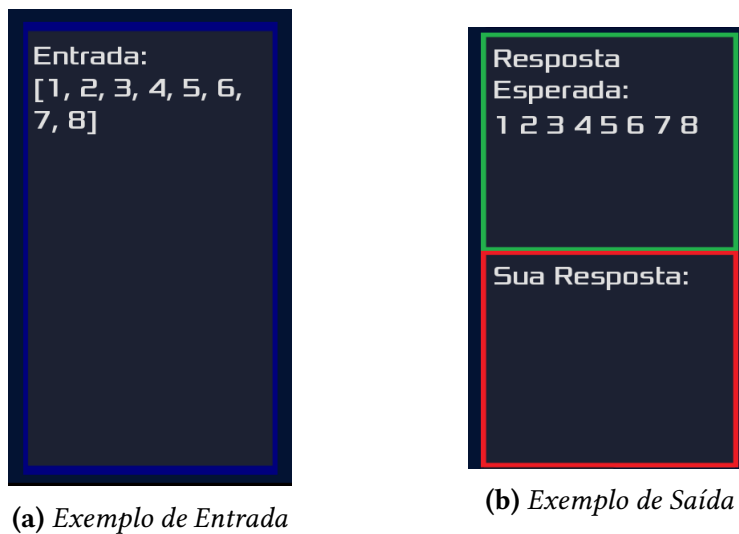 Entrada:
[1, 2, 3, 4, 5, 6,
7, 8]
(a) Exemplo de Entrada
Resposta
Esperada:
1 2 3 4 5 6 7 8
Sua Resposta:
(b) Exemplo de Saída